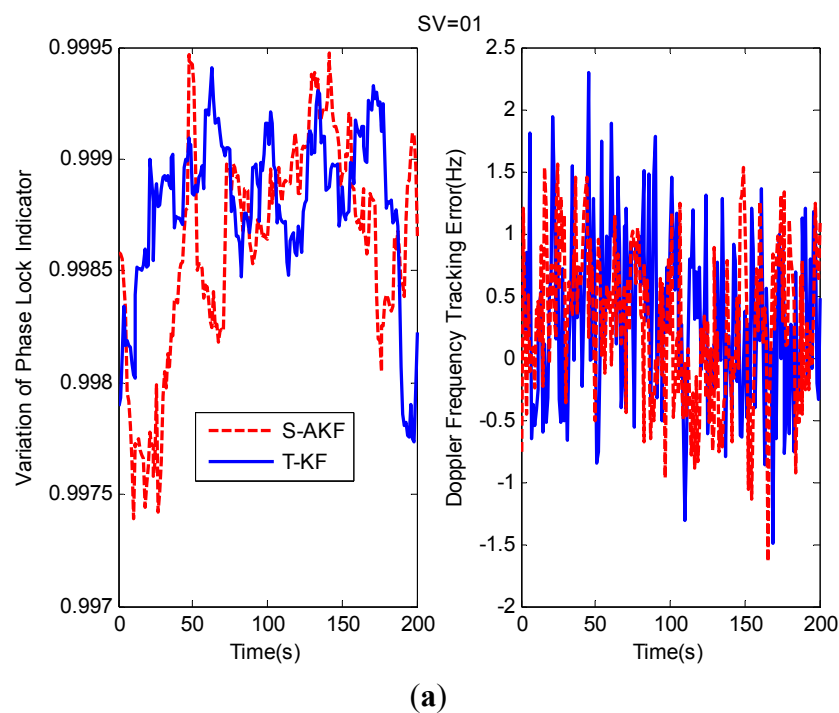 SV=01
Variation of Phase Lock Indicator
0.9995
0.999
0.9985
0.998
0.9975
0.997
S-AKF
T-KF
0 50 100 150 200
Time(s)
Doppler Frequency Tracking Error(Hz)
2.5
2
1.5
1
0.5
0
-0.5
-1
-1.5
-2
0 50 100 150 200
Time(s)
(a)